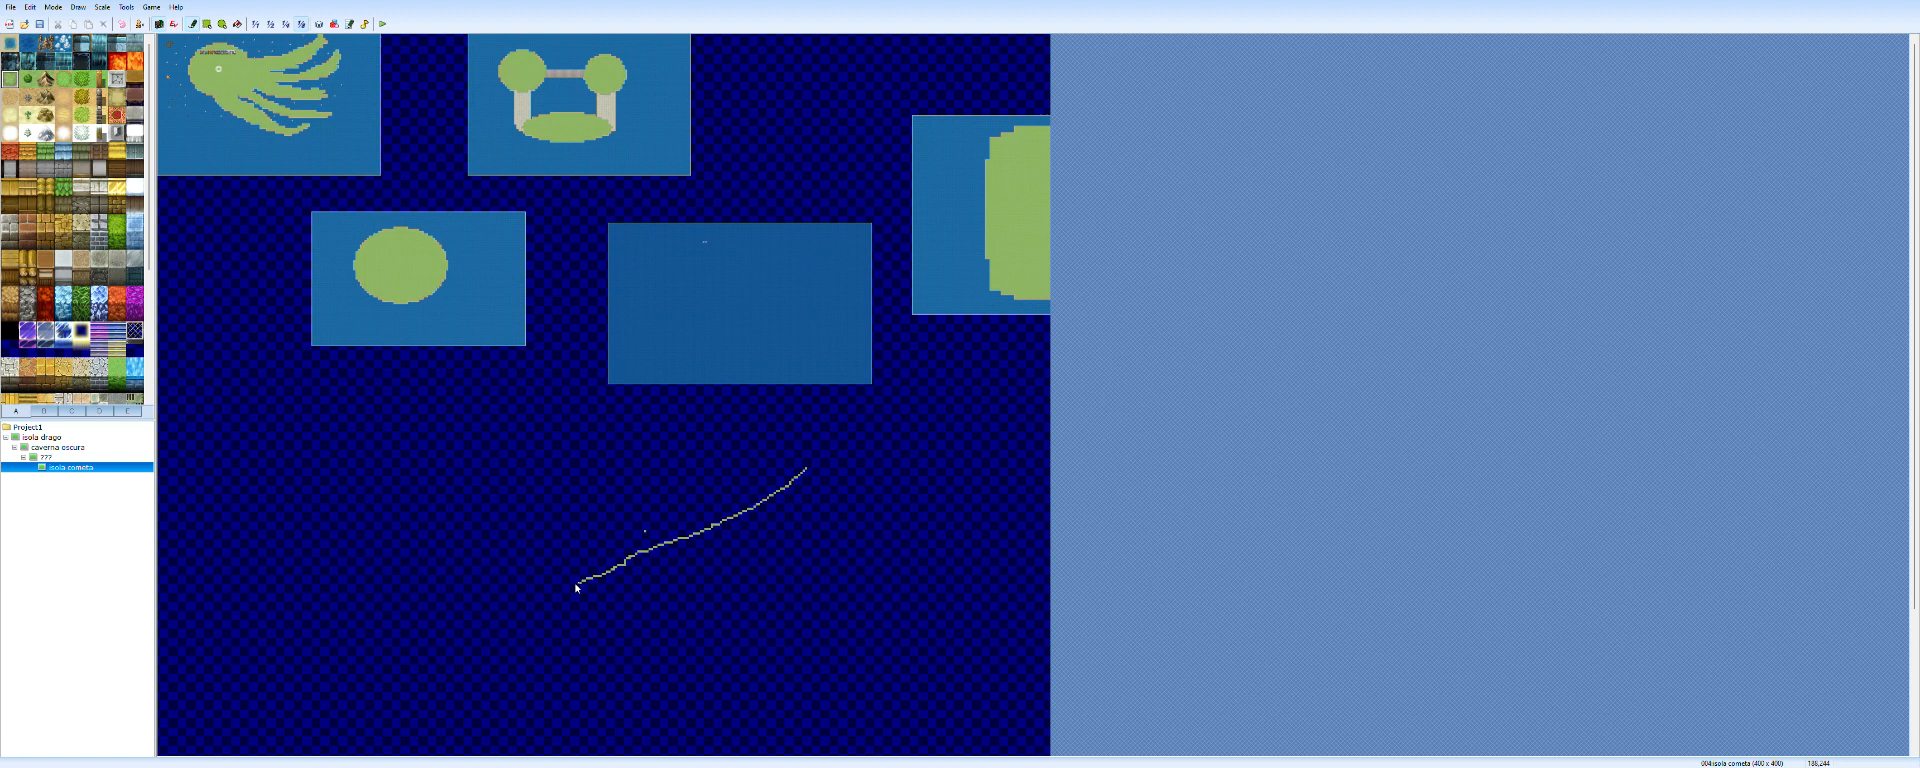 File Edit Mode Draw Scale Tools Game Help
A B C D E
Project1
isola drago
caverna oscura
???
isola cometa
004:isola cometa (400 x 400) 188,244